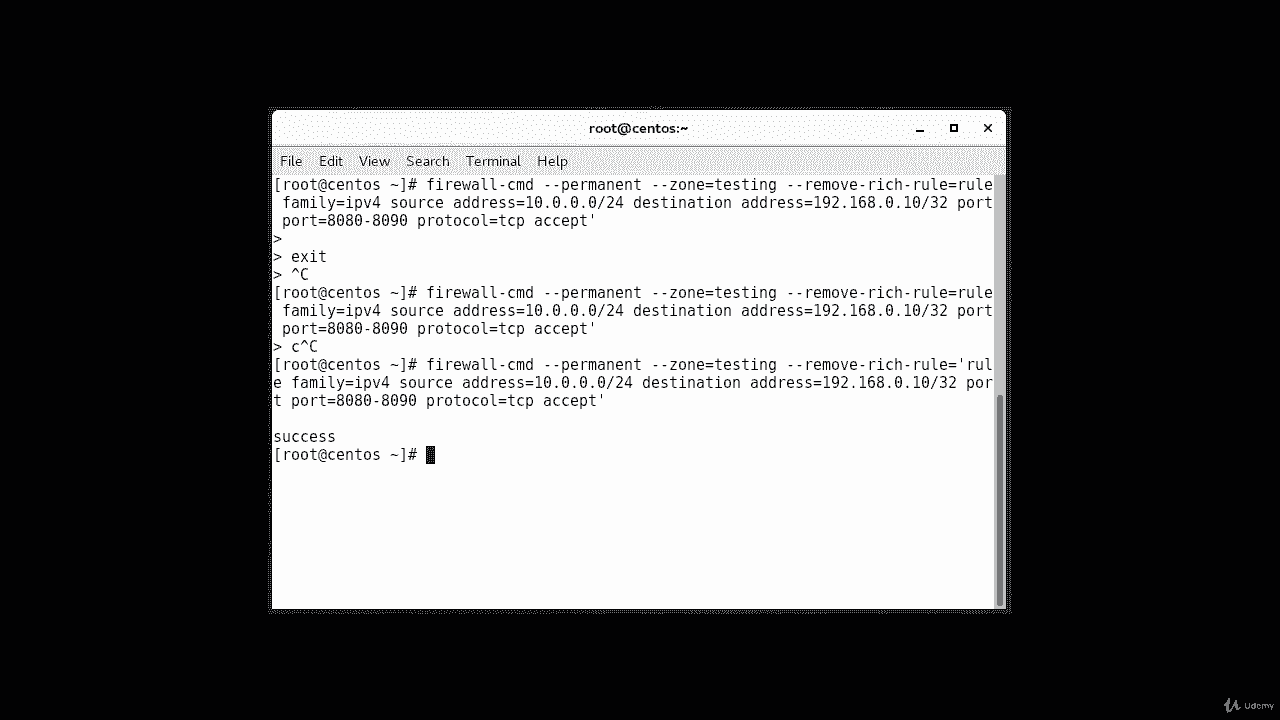 root@centos:~
File Edit View Search Terminal Help
[root@centos ~]# firewall-cmd --permanent --zone=testing --remove-rich-rule=rule
 family=ipv4 source address=10.0.0.0/24 destination address=192.168.0.10/32 port
 port=8080-8090 protocol=tcp accept'
>
> exit
> ^C
[root@centos ~]# firewall-cmd --permanent --zone=testing --remove-rich-rule=rule
 family=ipv4 source address=10.0.0.0/24 destination address=192.168.0.10/32 port
 port=8080-8090 protocol=tcp accept'
> c^C
[root@centos ~]# firewall-cmd --permanent --zone=testing --remove-rich-rule='rul
e family=ipv4 source address=10.0.0.0/24 destination address=192.168.0.10/32 por
t port=8080-8090 protocol=tcp accept'
success
[root@centos ~]#
Udemy